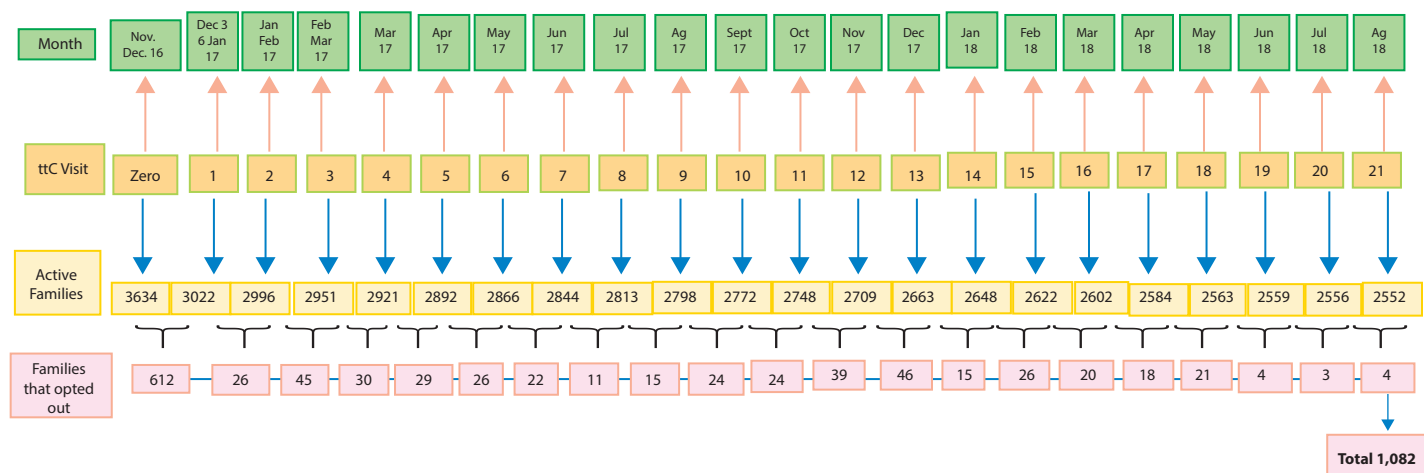 Month
Nov.
Dec. 16
Dec 3
6 Jan
17
Jan
Feb
17
Feb
Mar
17
Mar
17
Apr
17
May
17
Jun
17
Jul
17
Ag
17
Sept
17
Oct
17
Nov
17
Dec
17
Jan
18
Feb
18
Mar
18
Apr
18
May
18
Jun
18
Jul
18
Ag
18
ttC Visit
Zero
1
2
3
4
5
6
7
8
9
10
11
12
13
14
15
16
17
18
19
20
21
Active
Families
3634
3022
2996
2951
2921
2892
2866
2844
2813
2798
2772
2748
2709
2663
2648
2622
2602
2584
2563
2559
2556
2552
Families
that opted
out
612
26
45
30
29
26
22
11
15
24
24
39
46
15
26
20
18
21
4
3
4
Total 1,082